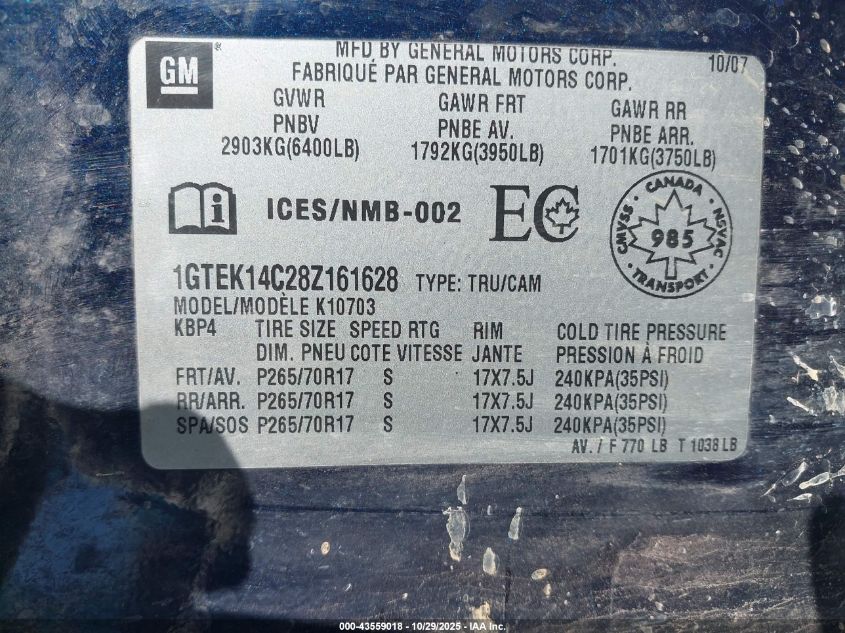 GM ®
MFD BY GENERAL MOTORS CORP. 10/07
FABRIQUÉ PAR GENERAL MOTORS CORP.
GVWR GAWR FRT GAWR RR
PNBV PNBE AV. PNBE ARR.
2903KG(6400LB) 1792KG(3950LB) 1701KG(3750LB)
ICES/NMB-002 EC
CANADA
CMVSS 985 NSVAC
TRANSPORT
1GTEK14C28Z161628 TYPE: TRU/CAM
MODEL/MODÈLE K10703
KBP4 TIRE SIZE SPEED RTG RIM COLD TIRE PRESSURE
DIM. PNEU COTE VITESSE JANTE PRESSION À FROID
FRT/AV. P265/70R17 S 17X7.5J 240KPA(35PSI)
RR/ARR. P265/70R17 S 17X7.5J 240KPA(35PSI)
SPA/SOS P265/70R17 S 17X7.5J 240KPA(35PSI)
AV. / F 770 LB T 1038 LB
000-43559018 - 10/29/2025 - IAA Inc.